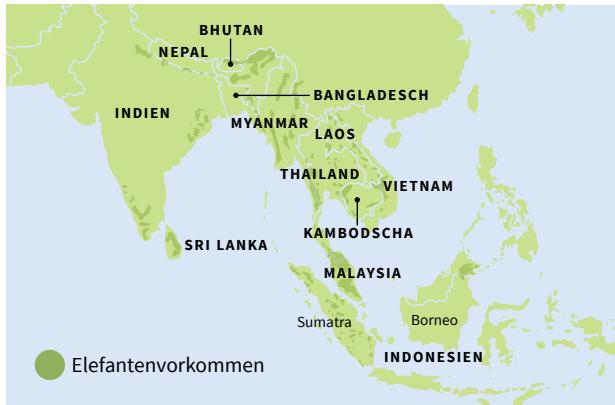 BHUTAN
NEPAL
BANGLADESCH
INDIEN
MYANMAR
LAOS
THAILAND
VIETNAM
KAMBODSCHA
SRI LANKA
MALAYSIA
Sumatra
Borneo
INDONESIEN
Elefantenvorkommen